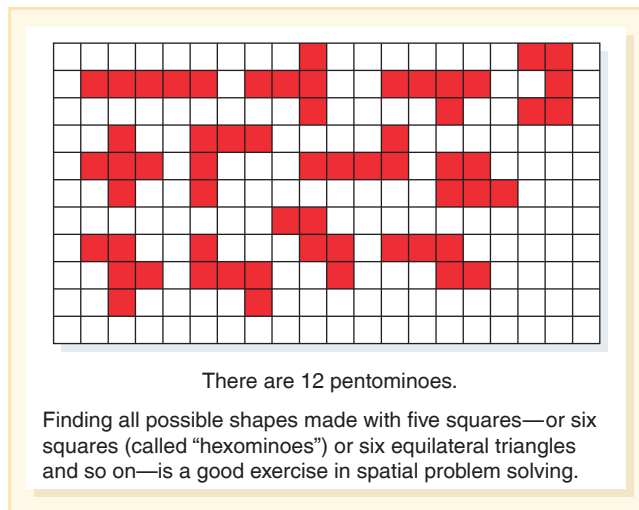 There are 12 pentominoes.
Finding all possible shapes made with five squares—or six
squares (called “hexominoes”) or six equilateral triangles
and so on—is a good exercise in spatial problem solving.